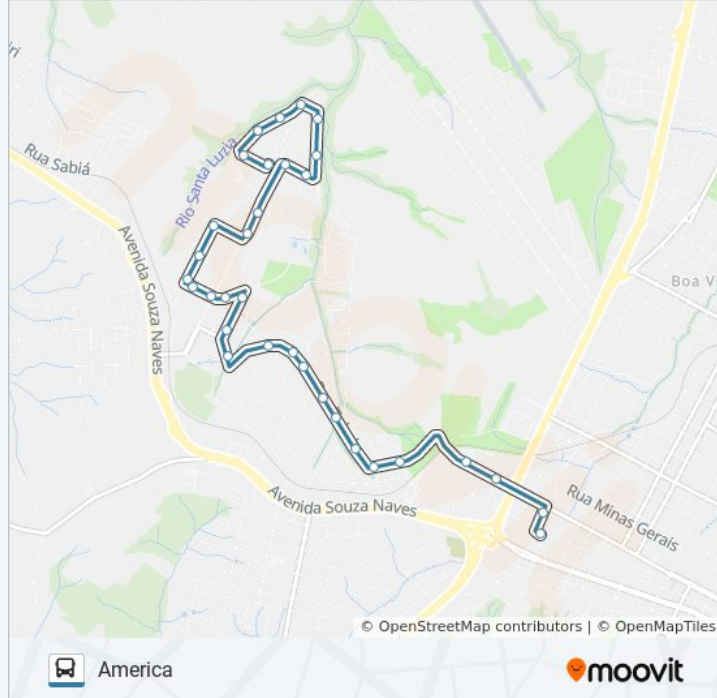 Rua Sabiá
Rio Santa Luzia
Avenida Souza Naves
Boa V
Avenida Souza Naves
Rua Minas Gerais
© OpenStreetMap contributors | © OpenMapTiles
America
moovit